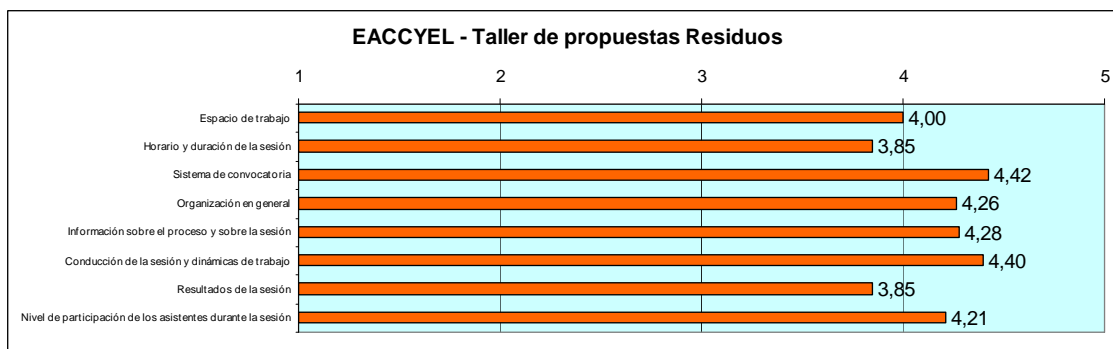 EACCYEL - Taller de propuestas Residuos
1 2 3 4 5
Espacio de trabajo 4,00
Horario y duración de la sesión 3,85
Sistema de convocatoria 4,42
Organización en general 4,26
Información sobre el proceso y sobre la sesión 4,28
Conducción de la sesión y dinámicas de trabajo 4,40
Resultados de la sesión 3,85
Nivel de participación de los asistentes durante la sesión 4,21